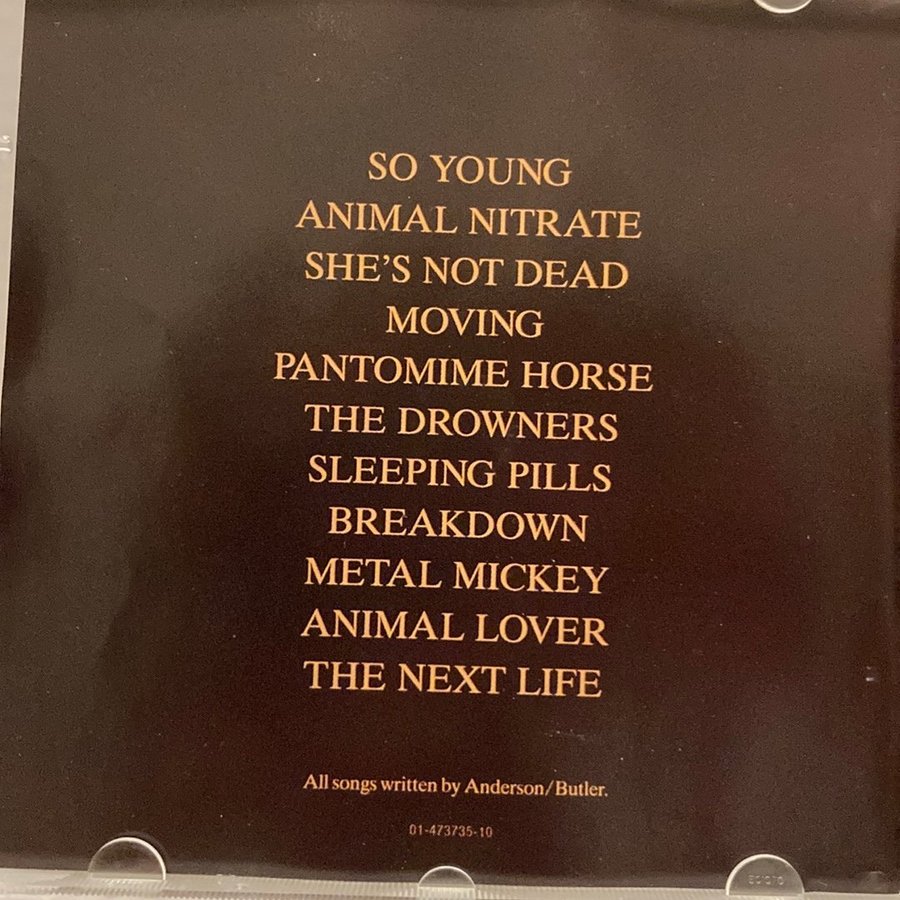 SO YOUNG
ANIMAL NITRATE
SHE'S NOT DEAD
MOVING
PANTOMIME HORSE
THE DROWNERS
SLEEPING PILLS
BREAKDOWN
METAL MICKEY
ANIMAL LOVER
THE NEXT LIFE
All songs written by Anderson/Butler.
01-473735-10